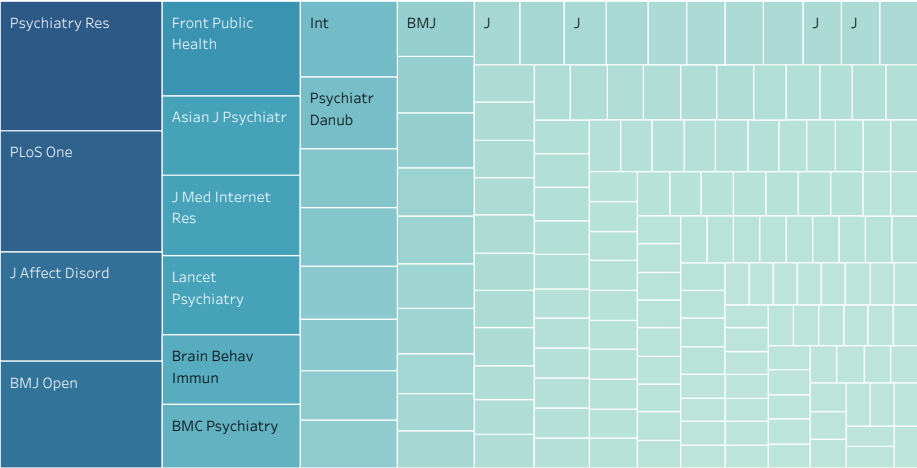 Psychiatry Res
PLoS One
J Affect Disord
BMJ Open
Front Public
Health
Asian J Psychiatr
J Med Internet
Res
Lancet
Psychiatry
Brain Behav
Immun
BMC Psychiatry
Int
Psychiatr
Danub
BMJ
J
J
J
J